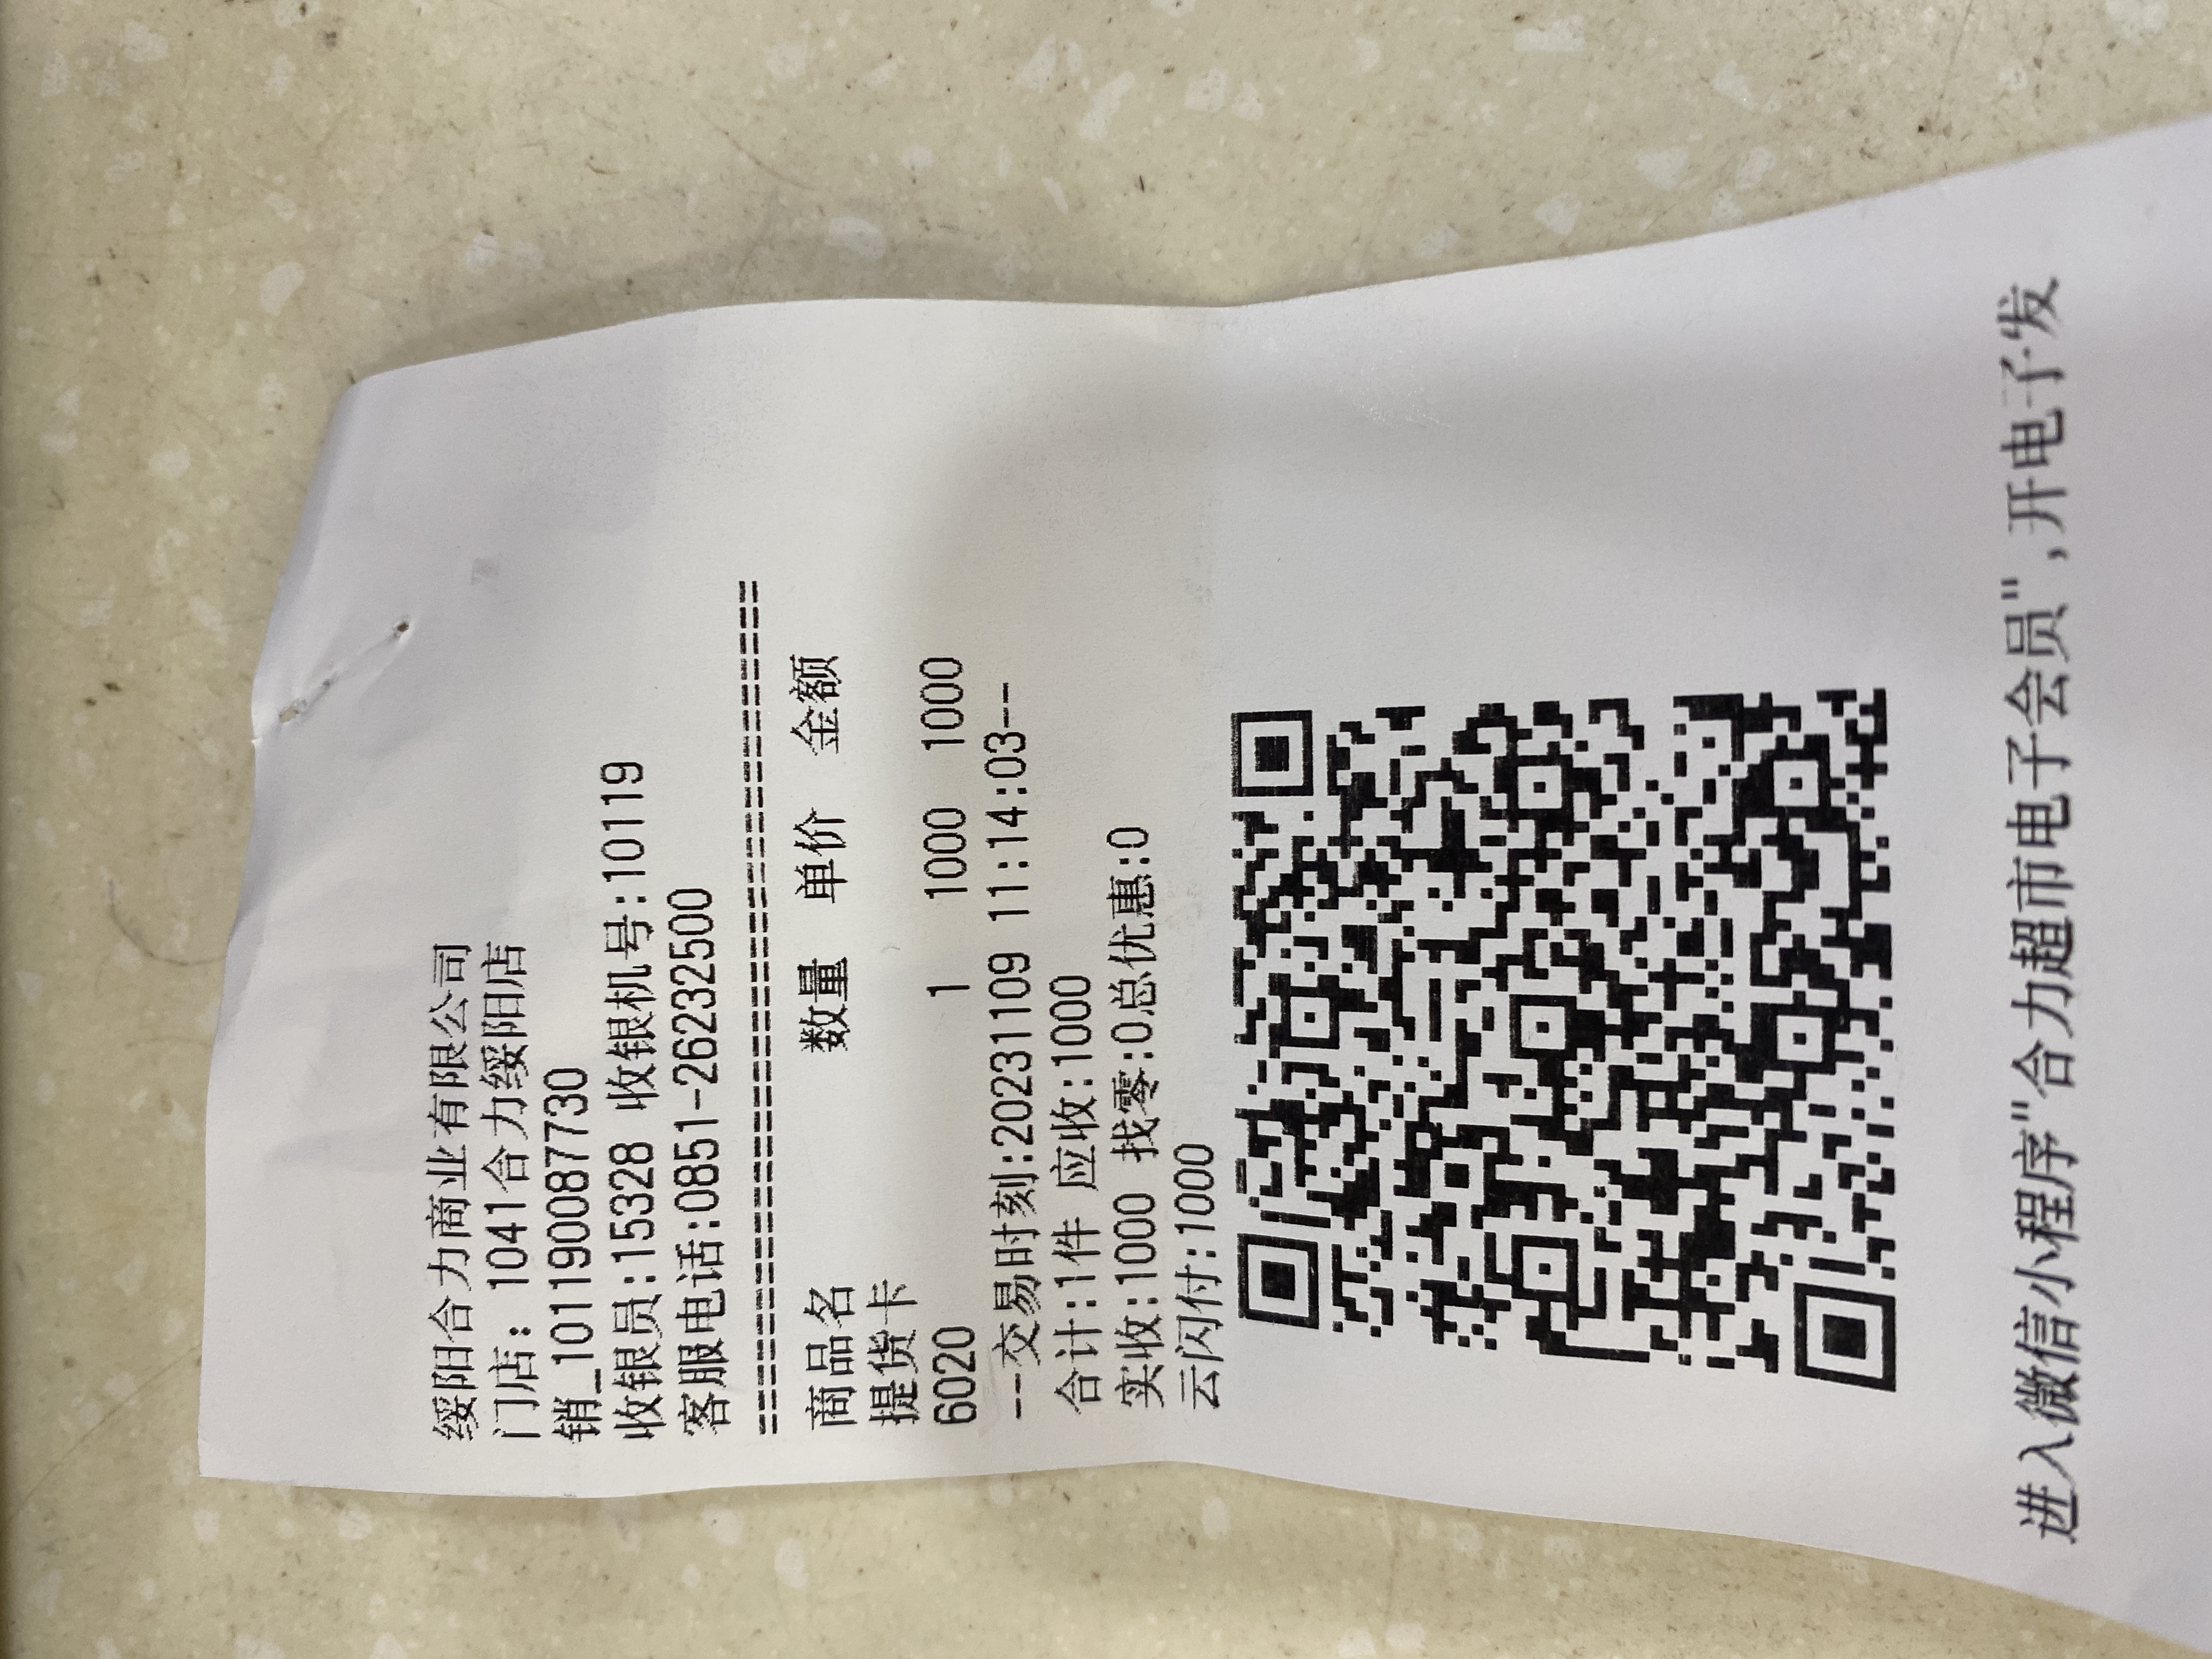 绥阳合力商业有限公司
门店: 1041合力绥阳店
销_1011900877730
收银员:15328 收银机号:10119
客服电话:0851-26232500
================================
商品名 数量 单价 金额
提货卡
6020 1 1000 1000
--交易时刻:20231109 11:14:03--
合计:1件 应收:1000
实收:1000 找零:0总优惠:0
云闪付:1000
进入微信小程序"合力超市电子会员",开电子发